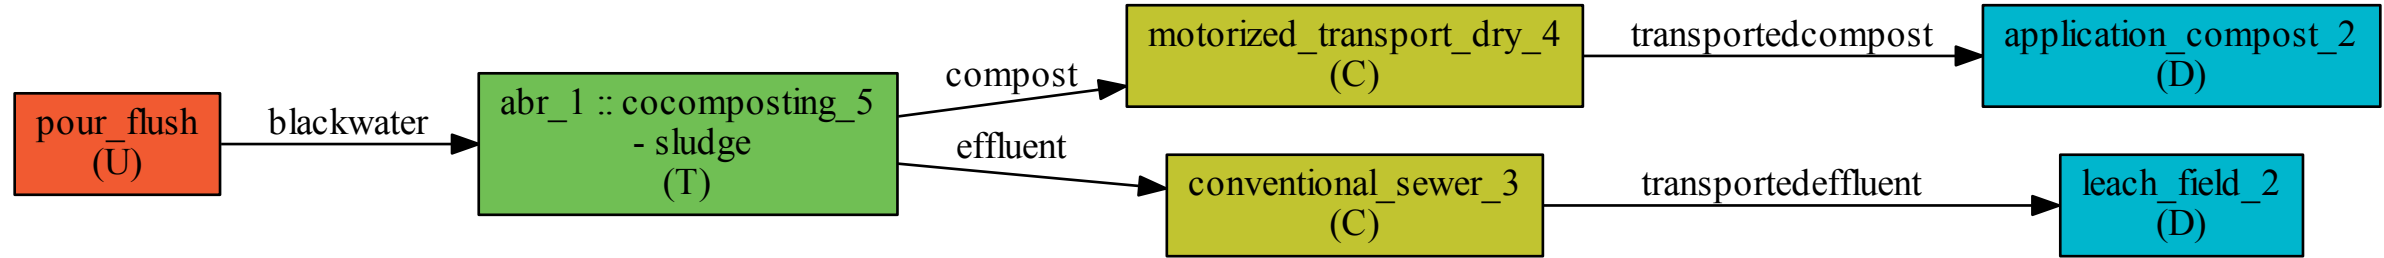 pour_flush
(U)
blackwater
abr_1 :: cocomposting_5
- sludge
(T)
compost
effluent
motorized_transport_dry_4
(C)
conventional_sewer_3
(C)
transportedcompost
transportedeffluent
application_compost_2
(D)
leach_field_2
(D)